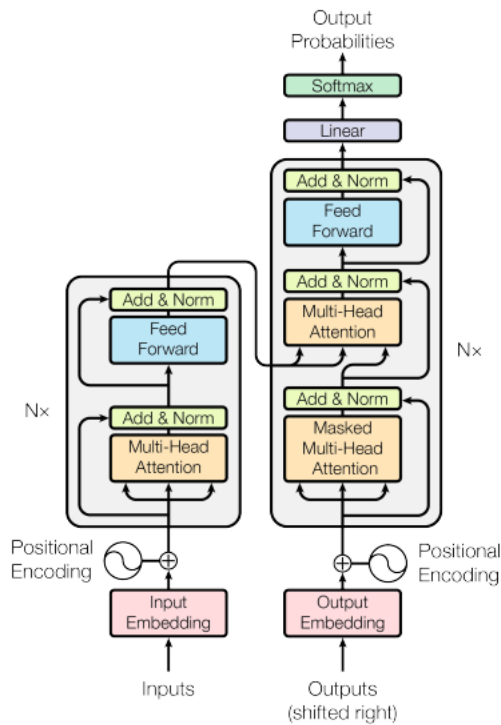 Output
Probabilities
Softmax
Linear
Add & Norm
Feed
Forward
Add & Norm
Multi-Head
Attention
Nx
Add & Norm
Masked
Multi-Head
Attention
Positional
Encoding
Output
Embedding
Outputs
(shifted right)
Add & Norm
Feed
Forward
Nx
Add & Norm
Multi-Head
Attention
Positional
Encoding
Input
Embedding
Inputs